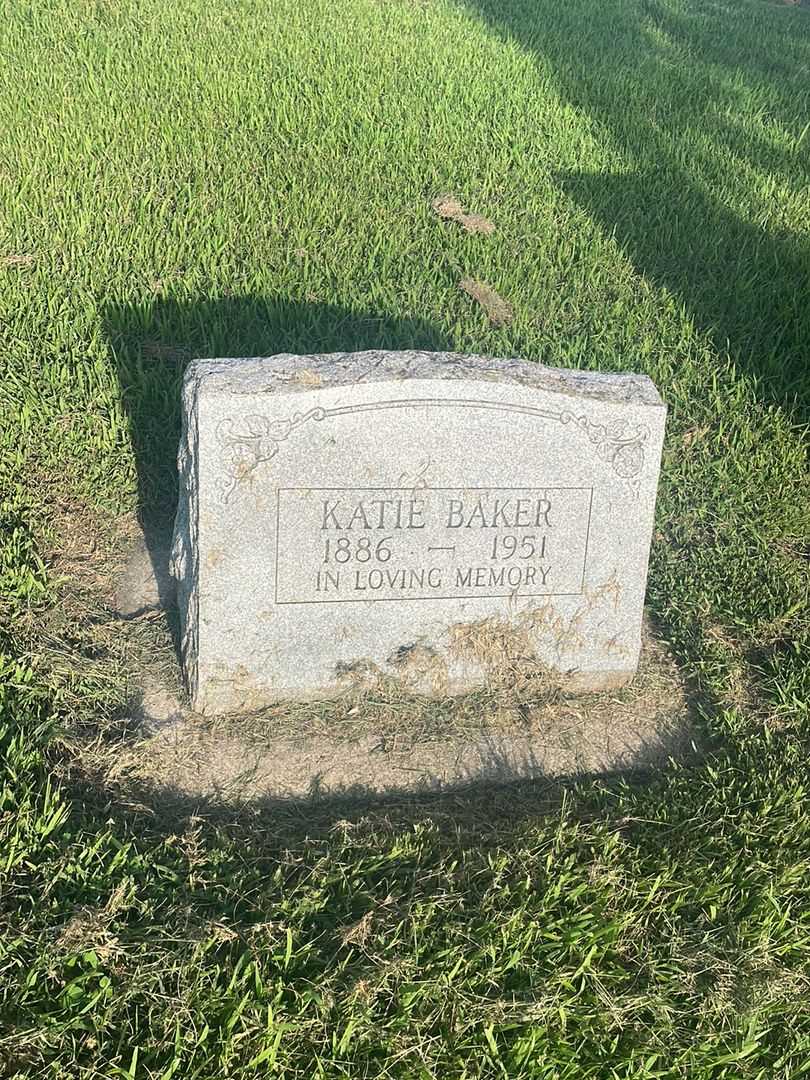 KATIE BAKER
1886 — 1951
IN LOVING MEMORY